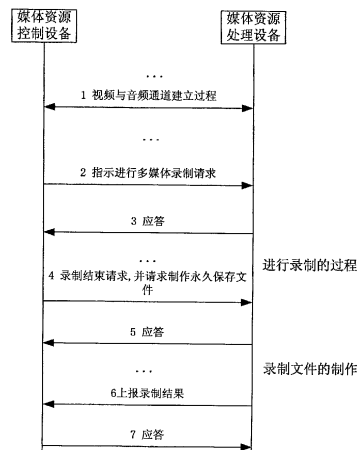 媒体资源
控制设备
媒体资源
处理设备
...
1 视频与音频通道建立过程
...
2 指示进行多媒体录制请求
3 应答
...
进行录制的过程
4 录制结束请求,并请求制作永久保存文
件
5 应答
...
录制文件的制作
6上报录制结果
7 应答